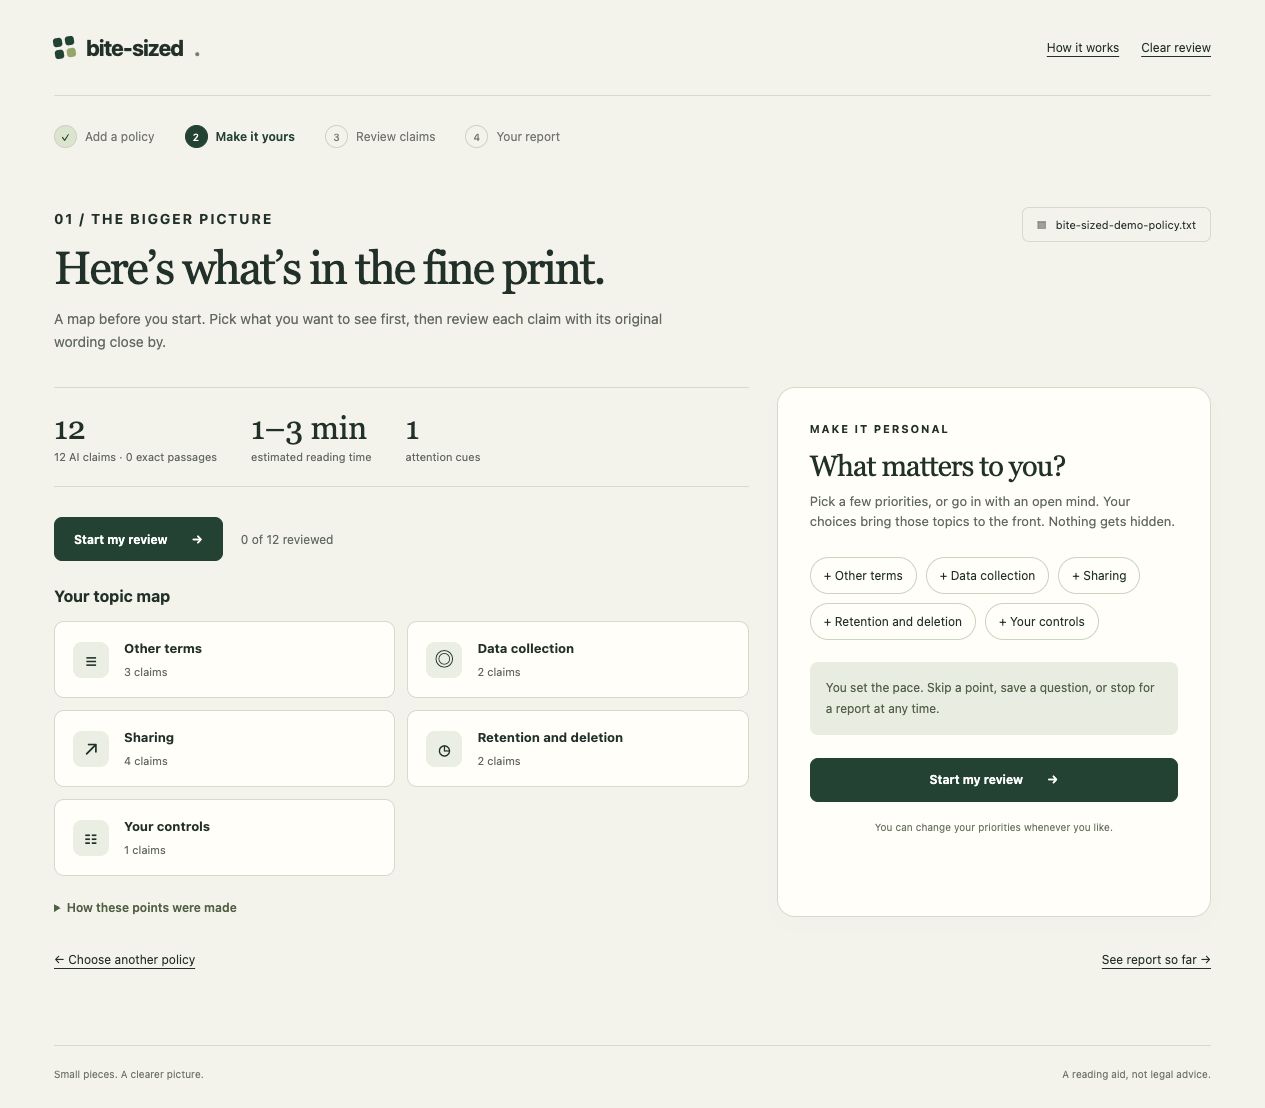 bite-sized .
How it works
Clear review
✓ Add a policy
2 Make it yours
3 Review claims
4 Your report
01 / THE BIGGER PICTURE
bite-sized-demo-policy.txt
Here’s what’s in the fine print.
A map before you start. Pick what you want to see first, then review each claim with its original
wording close by.
12
12 AI claims · 0 exact passages
1–3 min
estimated reading time
1
attention cues
Start my review →
0 of 12 reviewed
Your topic map
Other terms
3 claims
Data collection
2 claims
Sharing
4 claims
Retention and deletion
2 claims
Your controls
1 claims
▶ How these points were made
MAKE IT PERSONAL
What matters to you?
Pick a few priorities, or go in with an open mind. Your
choices bring those topics to the front. Nothing gets hidden.
+ Other terms
+ Data collection
+ Sharing
+ Retention and deletion
+ Your controls
You set the pace. Skip a point, save a question, or stop for
a report at any time.
Start my review →
You can change your priorities whenever you like.
← Choose another policy
See report so far →
Small pieces. A clearer picture.
A reading aid, not legal advice.